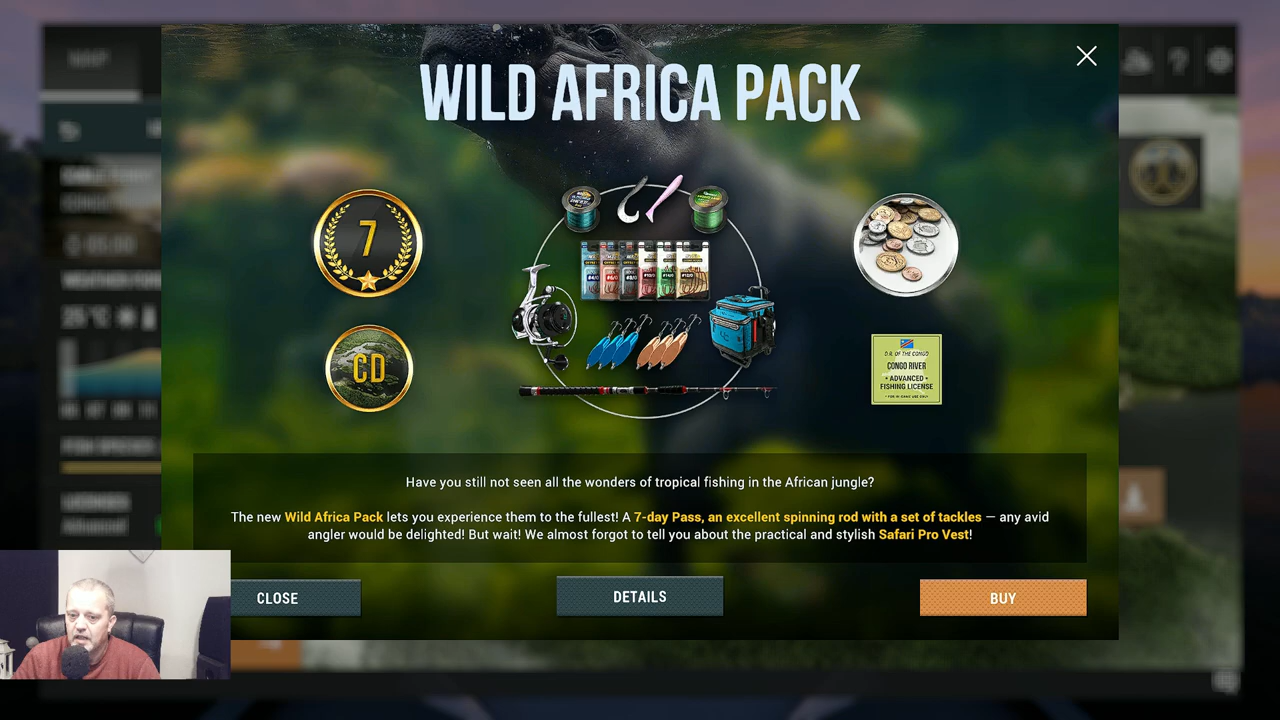 MAP
WILD AFRICA PACK
7
CD
D.R. OF THE CONGO
CONGO RIVER
• ADVANCED •
FISHING LICENSE
Have you still not seen all the wonders of tropical fishing in the African jungle?
The new Wild Africa Pack lets you experience them to the fullest! A 7-day Pass, an excellent spinning rod with a set of tackles — any avid
angler would be delighted! But wait! We almost forgot to tell you about the practical and stylish Safari Pro Vest!
LICENSES
Advanced
CLOSE
DETAILS
BUY